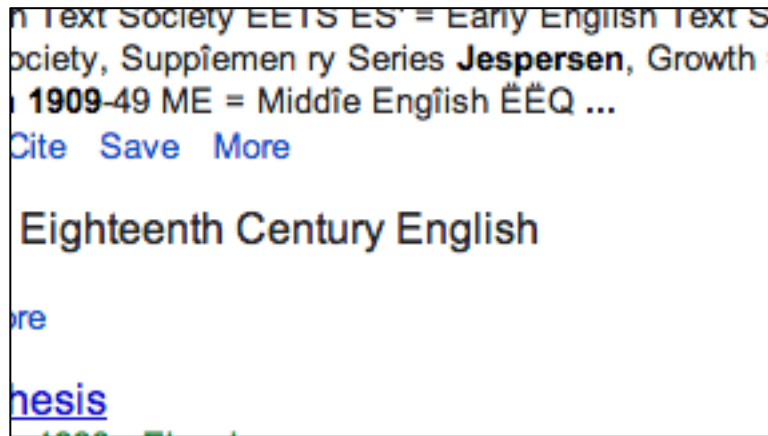 n Text Society EETS ES' = Early English Text S
ociety, Suppîemen ry Series Jespersen, Growth
1909-49 ME = Middîe Engîish ËËQ ...
Cite Save More
Eighteenth Century English
ore
hesis